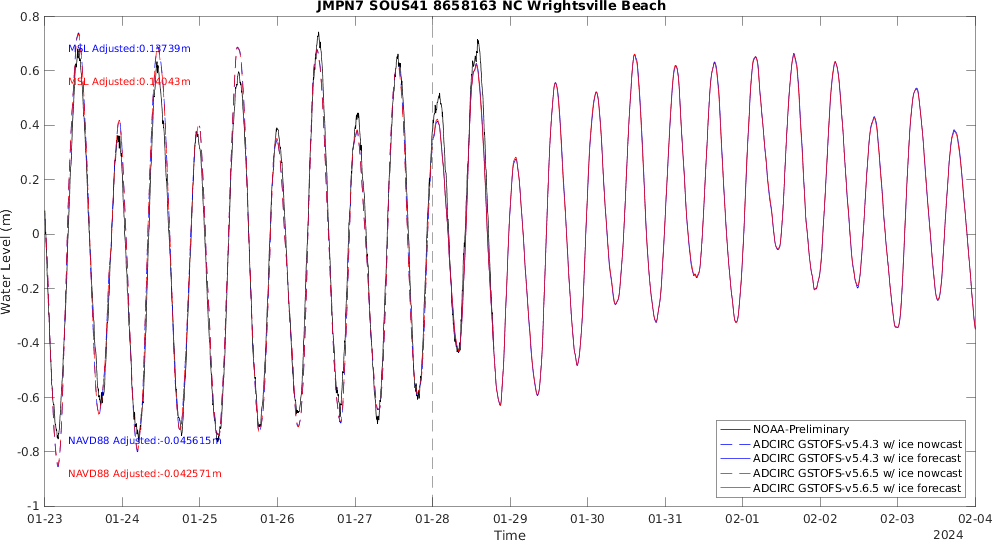 JMPN7 SOUS41 8658163 NC Wrightsville Beach
0.8
0.6
0.4
0.2
0
-0.2
-0.4
-0.6
-0.8
-1
Water Level (m)
MSL Adjusted:0.13739m
MSL Adjusted:0.14043m
NAVD88 Adjusted:-0.045615m
NAVD88 Adjusted:-0.042571m
NOAA-Preliminary
ADCIRC GSTOFS-v5.4.3 w/ ice nowcast
ADCIRC GSTOFS-v5.4.3 w/ ice forecast
ADCIRC GSTOFS-v5.6.5 w/ ice nowcast
ADCIRC GSTOFS-v5.6.5 w/ ice forecast
01-23 01-24 01-25 01-26 01-27 01-28 01-29 01-30 01-31 02-01 02-02 02-03 02-04
Time
2024